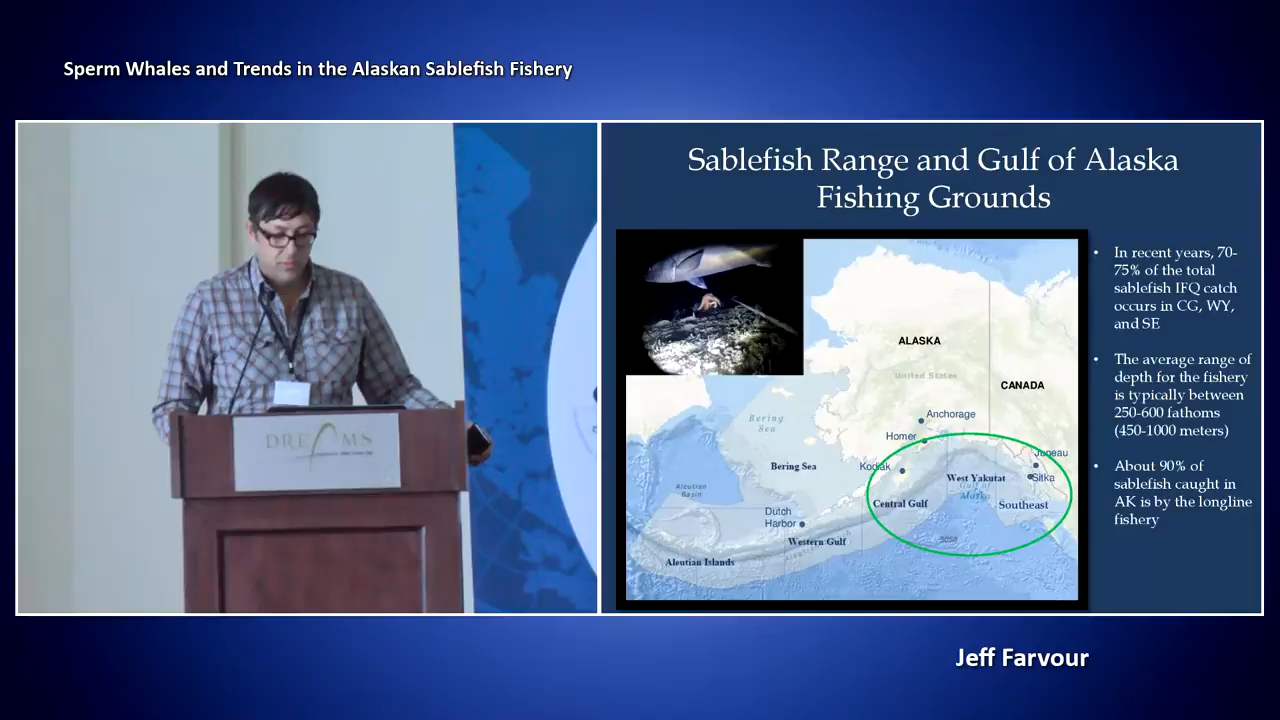 Sperm Whales and Trends in the Alaskan Sablefish Fishery
DREAMS
Sablefish Range and Gulf of Alaska
Fishing Grounds
ALASKA
United States
CANADA
Anchorage
Bering
Sea
Homer
Juneau
Kodiak
Bering Sea
West Yakutat
Sitka
Aleutian
Basin
Gulf of
Alaska
Central Gulf
Southeast
Dutch
Harbor
Western Gulf
Aleutian Islands
• In recent years, 70-
75% of the total
sablefish IFQ catch
occurs in CG, WY,
and SE
• The average range of
depth for the fishery
is typically between
250-600 fathoms
(450-1000 meters)
• About 90% of
sablefish caught in
AK is by the longline
fishery
Jeff Farvour